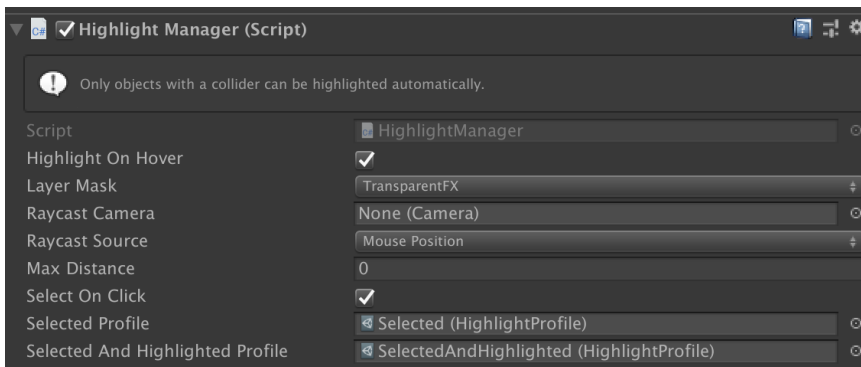 C# Highlight Manager (Script)
Only objects with a collider can be highlighted automatically.
Script C# HighlightManager
Highlight On Hover
Layer Mask TransparentFX
Raycast Camera None (Camera)
Raycast Source Mouse Position
Max Distance 0
Select On Click
Selected Profile Selected (HighlightProfile)
Selected And Highlighted Profile SelectedAndHighlighted (HighlightProfile)